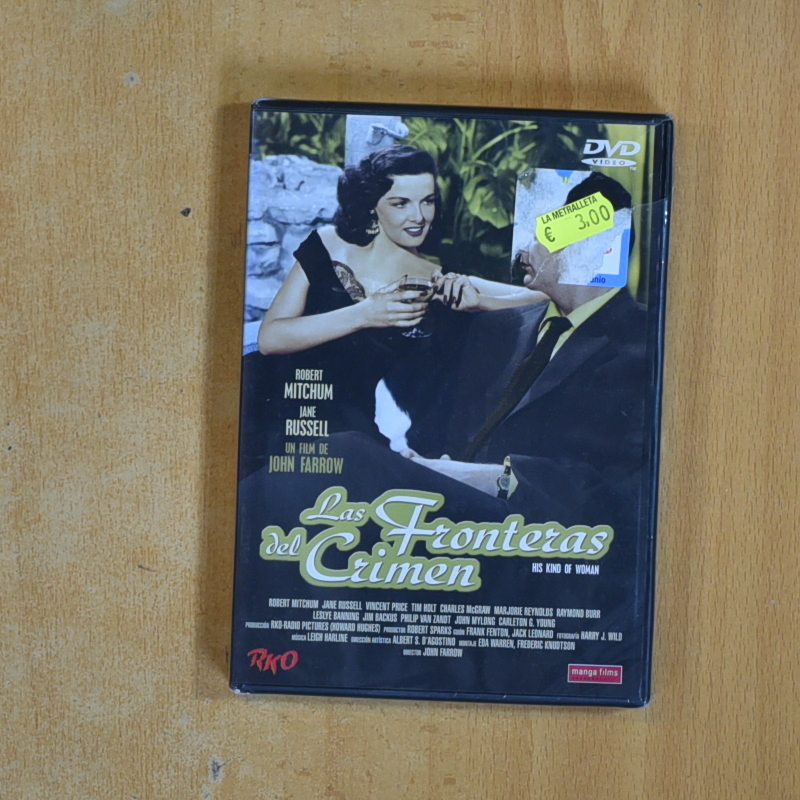 DVD
VIDEO
LA METRALLETA
€ 3,00
ROBERT
MITCHUM
JANE
RUSSELL
UN FILM DE
JOHN FARROW
Las Fronteras
del Crimen
HIS KIND OF WOMAN
ROBERT MITCHUM JANE RUSSELL VINCENT PRICE TIM HOLT CHARLES McGRAW MARJORIE REYNOLDS RAYMOND BURR
LESLYE BANNING JIM BACKUS PHILIP VAN ZANDT JOHN MYLONG CARLETON G. YOUNG
PRODUCCIÓN RKO-RADIO PICTURES (HOWARD HUGHES) PRODUCTOR ROBERT SPARKS GUIÓN FRANK FENTON, JACK LEONARD FOTOGRAFÍA HARRY J. WILD
MÚSICA LEIGH HARLINE DIRECCIÓN ARTÍSTICA ALBERT S. D'AGOSTINO MONTAJE EDA WARREN, FREDERIC KNUDTSON
DIRECTOR JOHN FARROW
RKO
manga films